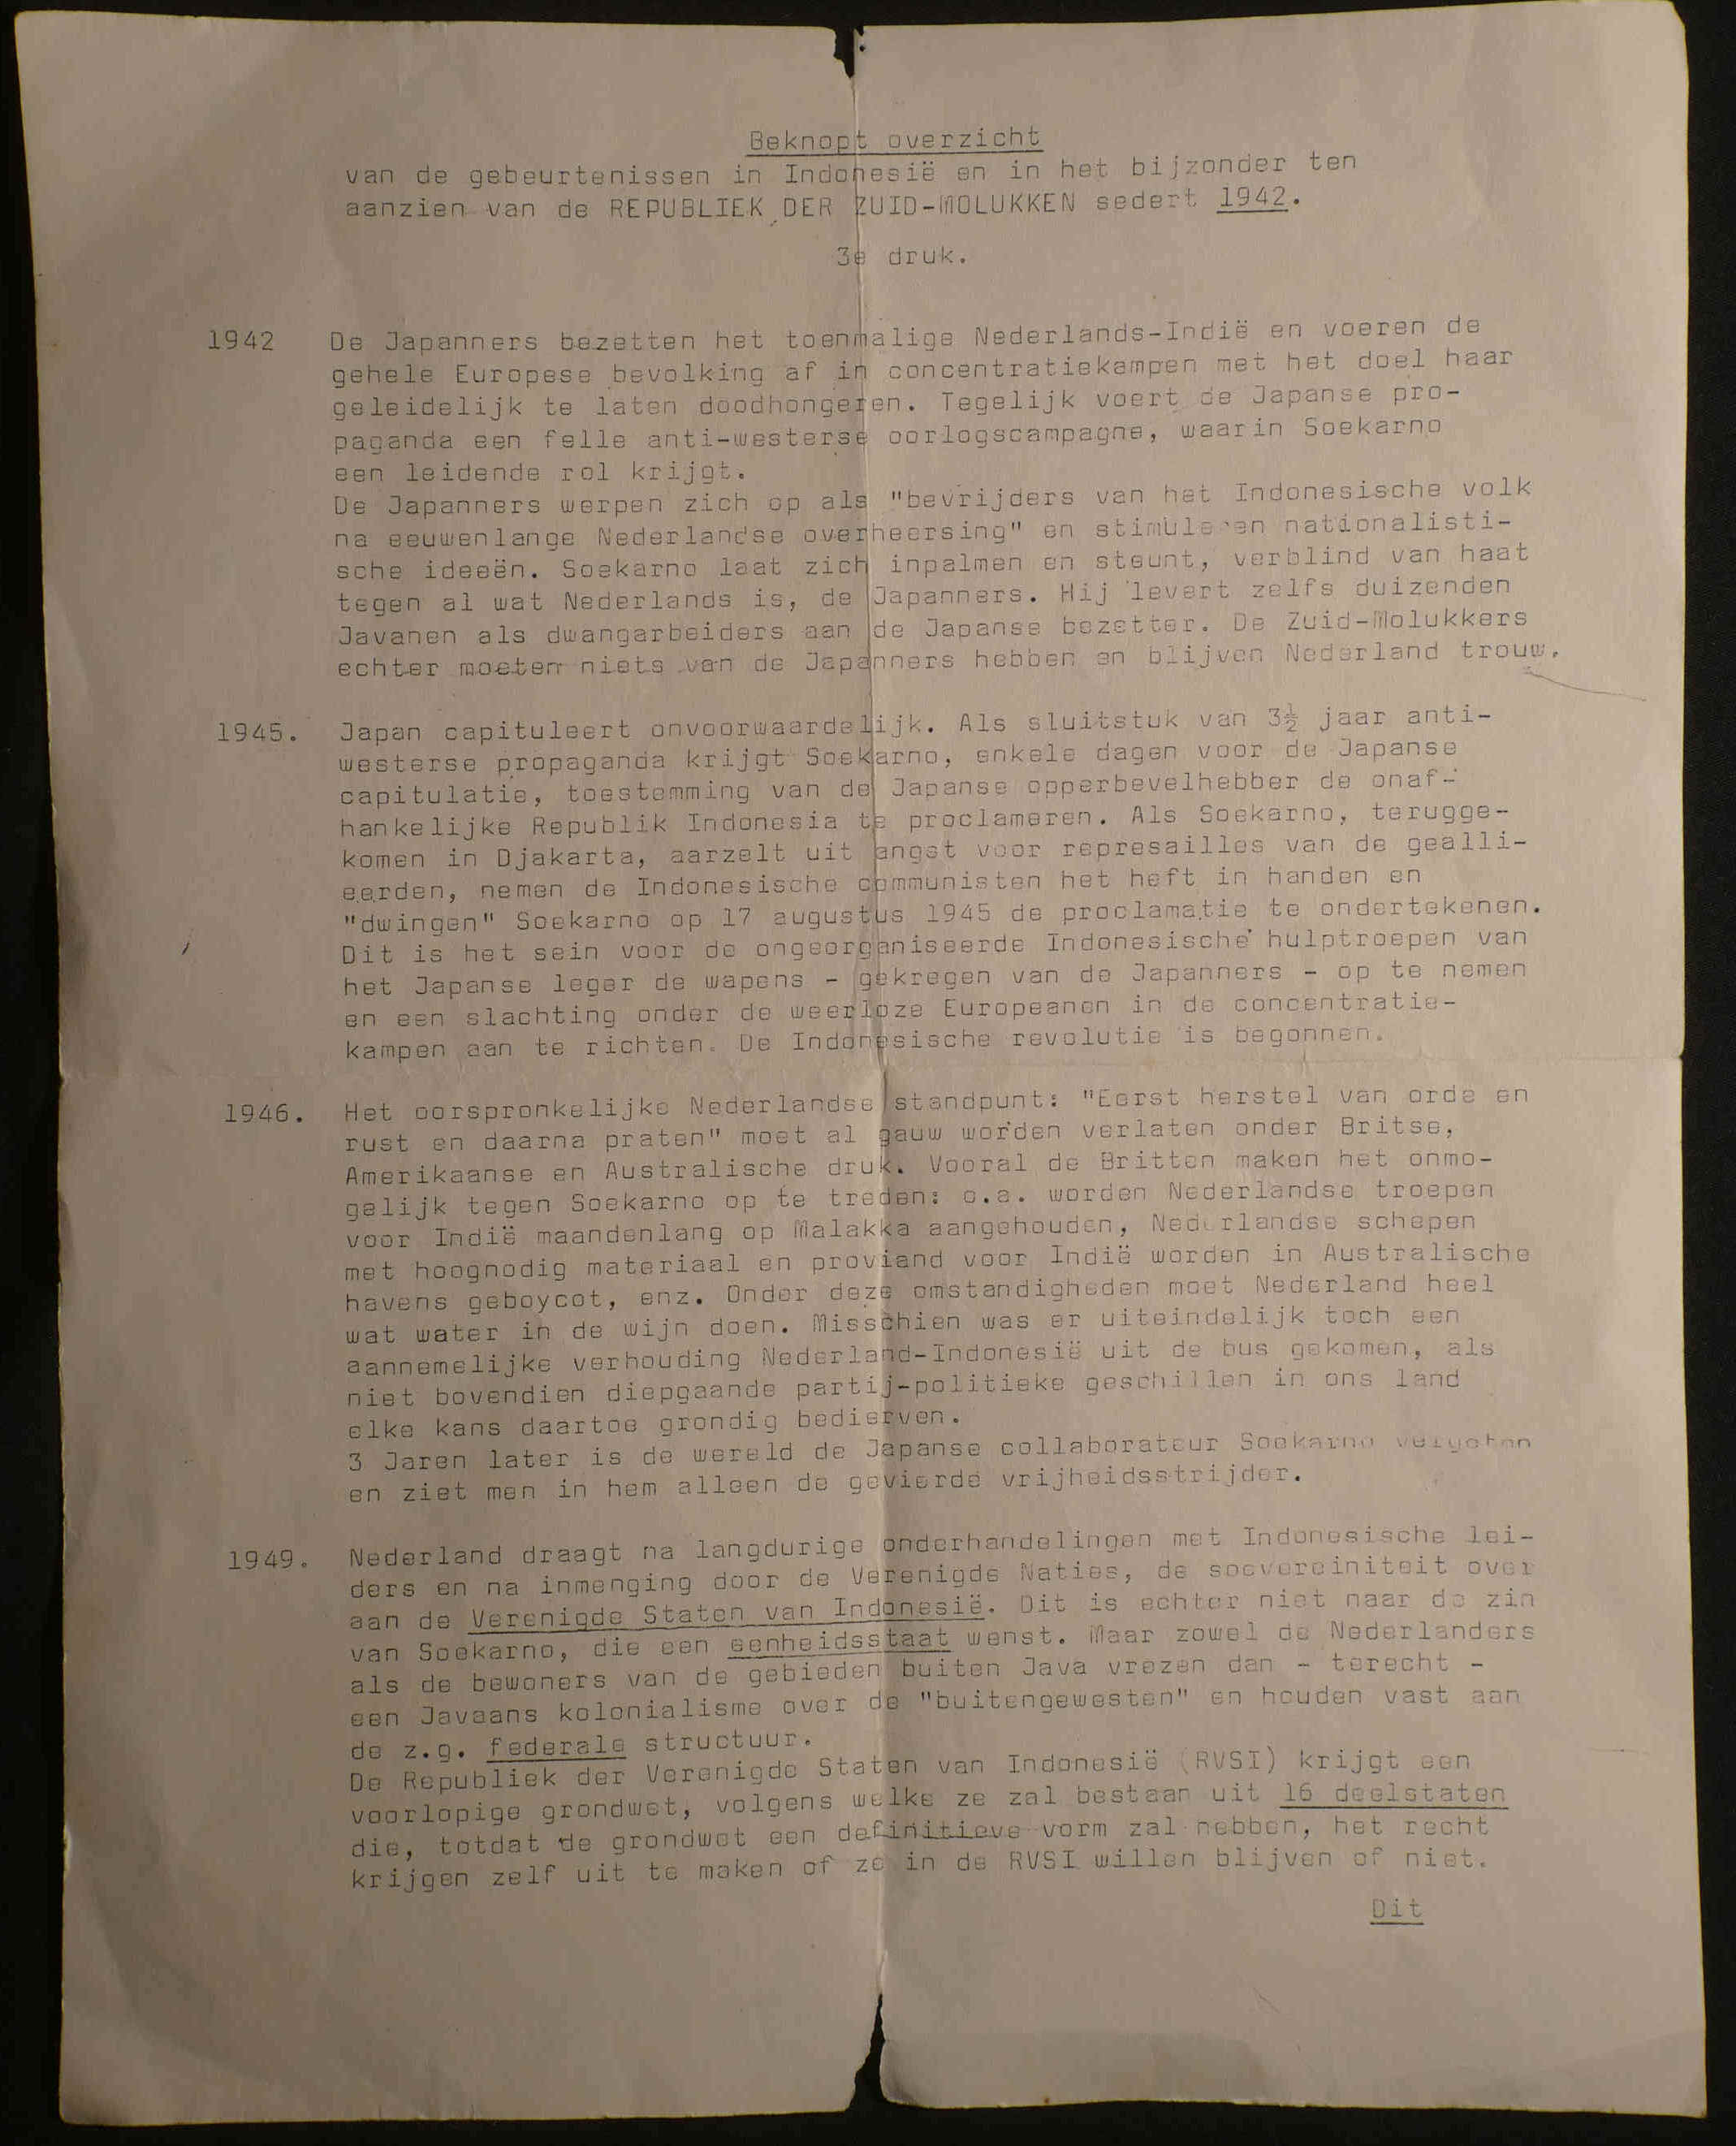 Beknopt overzicht
van de gebeurtenissen in Indonesië en in het bijzonder ten
aanzien van de REPUBLIEK DER ZUID-MOLUKKEN sedert 1942.
3e druk.
1942 De Japanners bezetten het toenmalige Nederlands-Indië en voeren de
gehele Europese bevolking af in concentratiekampen met het doel haar
geleidelijk te laten doodhongeren. Tegelijk voert de Japanse pro-
paganda een felle anti-westerse oorlogscampagne, waarin Soekarno
een leidende rol krijgt.
De Japanners werpen zich op als "bevrijders van het Indonesische volk
na eeuwenlange Nederlandse overheersing" en stimuleren nationalisti-
sche ideeën. Soekarno laat zich inpalmen en steunt, verblind van haat
tegen al wat Nederlands is, de Japanners. Hij levert zelfs duizenden
Javanen als dwangarbeiders aan de Japanse bezetter. De Zuid-Molukkers
echter moeten niets van de Japanners hebben en blijven Nederland trouw.
1945. Japan capituleert onvoorwaardelijk. Als sluitstuk van 3½ jaar anti-
westerse propaganda krijgt Soekarno, enkele dagen voor de Japanse
capitulatie, toestemming van de Japanse opperbevelhebber de onaf-
hankelijke Republik Indonesia te proclameren. Als Soekarno, terugge-
komen in Djakarta, aarzelt uit angst voor represailles van de gealli-
eerden, nemen de Indonesische communisten het heft in handen en
"dwingen" Soekarno op 17 augustus 1945 de proclamatie te ondertekenen.
Dit is het sein voor de ongeorganiseerde Indonesische hulptroepen van
het Japanse leger de wapens - gekregen van de Japanners - op te nemen
en een slachting onder de weerloze Europeanen in de concentratie-
kampen aan te richten. De Indonesische revolutie is begonnen.
1946. Het oorspronkelijke Nederlandse standpunt: "Eerst herstel van orde en
rust en daarna praten" moet al gauw worden verlaten onder Britse,
Amerikaanse en Australische druk. Vooral de Britten maken het onmo-
gelijk tegen Soekarno op te treden: o.a. worden Nederlandse troepen
voor Indië maandenlang op Malakka aangehouden, Nederlandse schepen
met hoognodig materiaal en proviand voor Indië worden in Australische
havens geboycot, enz. Onder deze omstandigheden moet Nederland heel
wat water in de wijn doen. Misschien was er uiteindelijk toch een
aannemelijke verhouding Nederland-Indonesië uit de bus gekomen, als
niet bovendien diepgaande partij-politieke geschillen in ons land
elke kans daartoe grondig bedierven.
3 Jaren later is de wereld de Japanse collaborateur Soekarno vergeten
en ziet men in hem alleen de gevierde vrijheidsstrijder.
1949. Nederland draagt na langdurige onderhandelingen met Indonesische lei-
ders en na inmenging door de Verenigde Naties, de soevereiniteit over
aan de Verenigde Staten van Indonesië. Dit is echter niet naar de zin
van Soekarno, die een eenheidsstaat wenst. Maar zowel de Nederlanders
als de bewoners van de gebieden buiten Java vrezen dan - terecht -
een Javaans kolonialisme over de "buitengewesten" en houden vast aan
de z.g. federale structuur.
De Republiek der Verenigde Staten van Indonesië (RVSI) krijgt een
voorlopige grondwet, volgens welke ze zal bestaan uit 16 deelstaten
die, totdat de grondwet een definitieve vorm zal hebben, het recht
krijgen zelf uit te maken of ze in de RVSI willen blijven of niet.
Dit